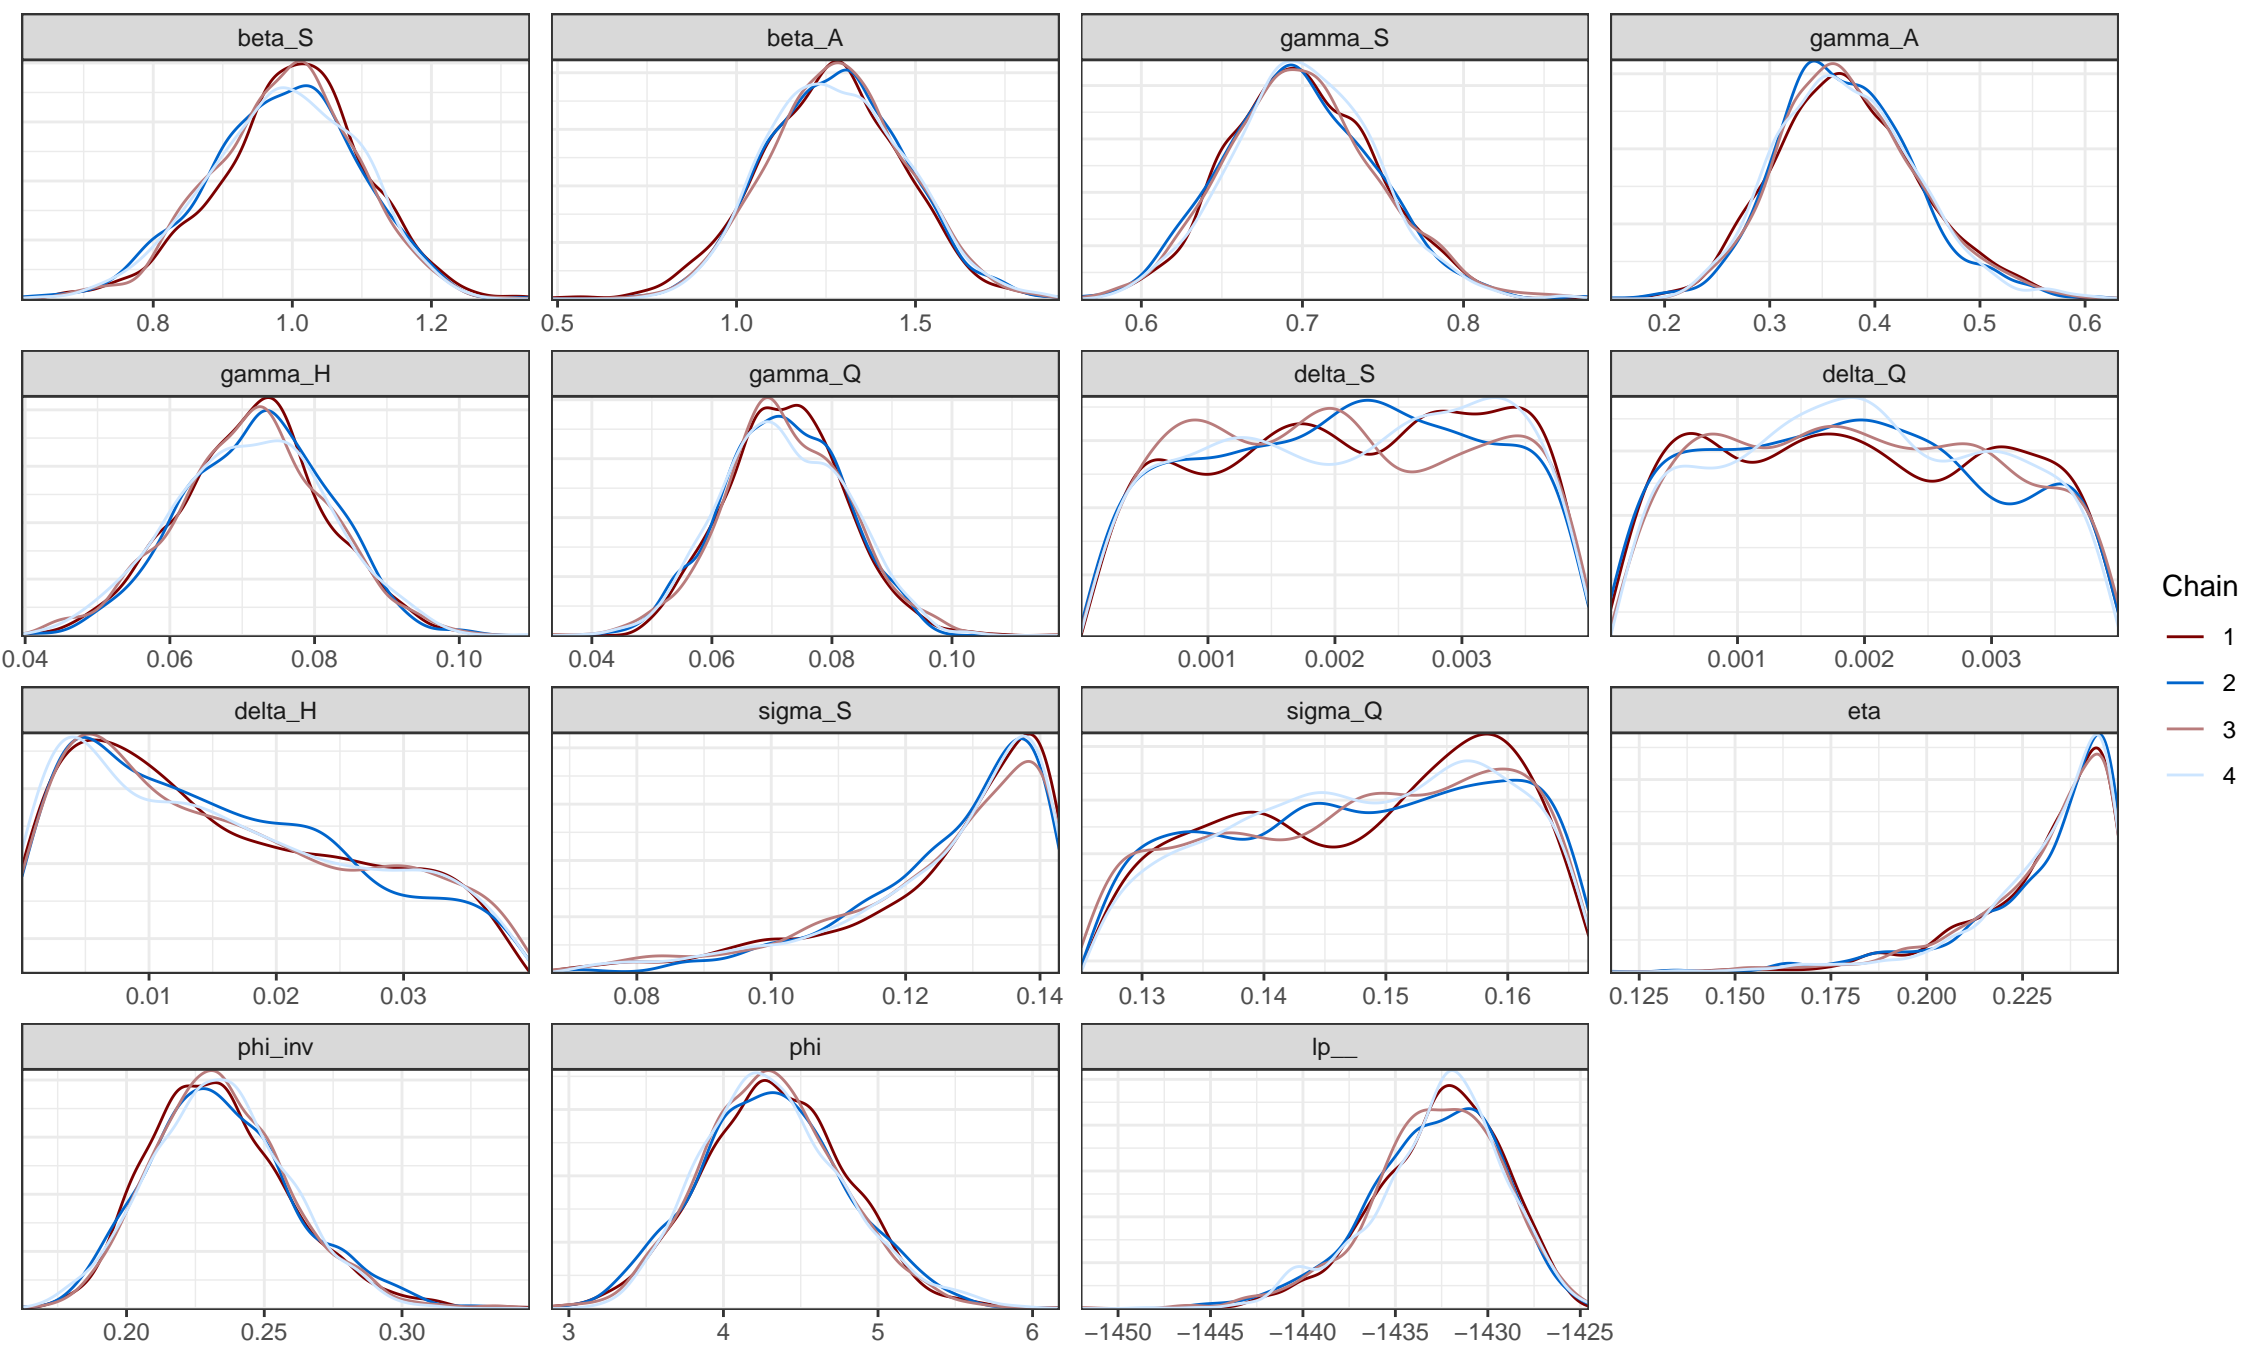 beta_S beta_A gamma_S gamma_A
0.8 1.0 1.2 0.5 1.0 1.5 0.6 0.7 0.8 0.2 0.3 0.4 0.5 0.6
gamma_H gamma_Q delta_S delta_Q
0.04 0.06 0.08 0.10 0.04 0.06 0.08 0.10 0.001 0.002 0.003 0.001 0.002 0.003
delta_H sigma_S sigma_Q eta
0.01 0.02 0.03 0.08 0.10 0.12 0.14 0.13 0.14 0.15 0.16 0.125 0.150 0.175 0.200 0.225
phi_inv phi lp__
0.20 0.25 0.30 3 4 5 6 −1450 −1445 −1440 −1435 −1430 −1425
Chain
1
2
3
4